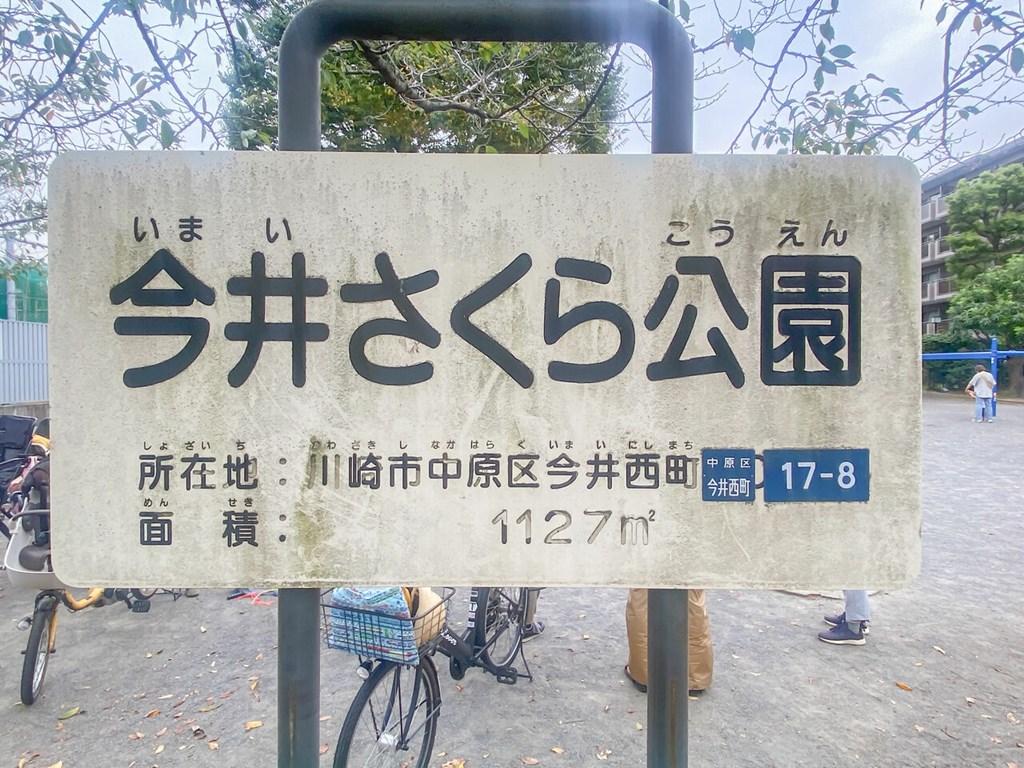 いまい こうえん
今井さくら公園
しょざいち かわさきしなかはらくいまいにしまち
所在地：川崎市中原区今井西町
中原区
今井西町
17-8
めんせき
面積： 1127㎡